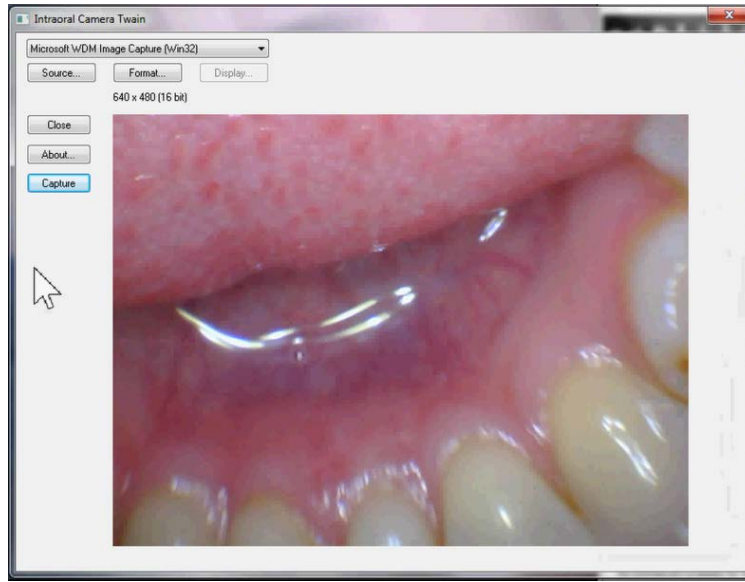 Intraoral Camera Twain
Microsoft WDM Image Capture (Win32)
Source... Format... Display...
640 x 480 (16 bit)
Close
About...
Capture